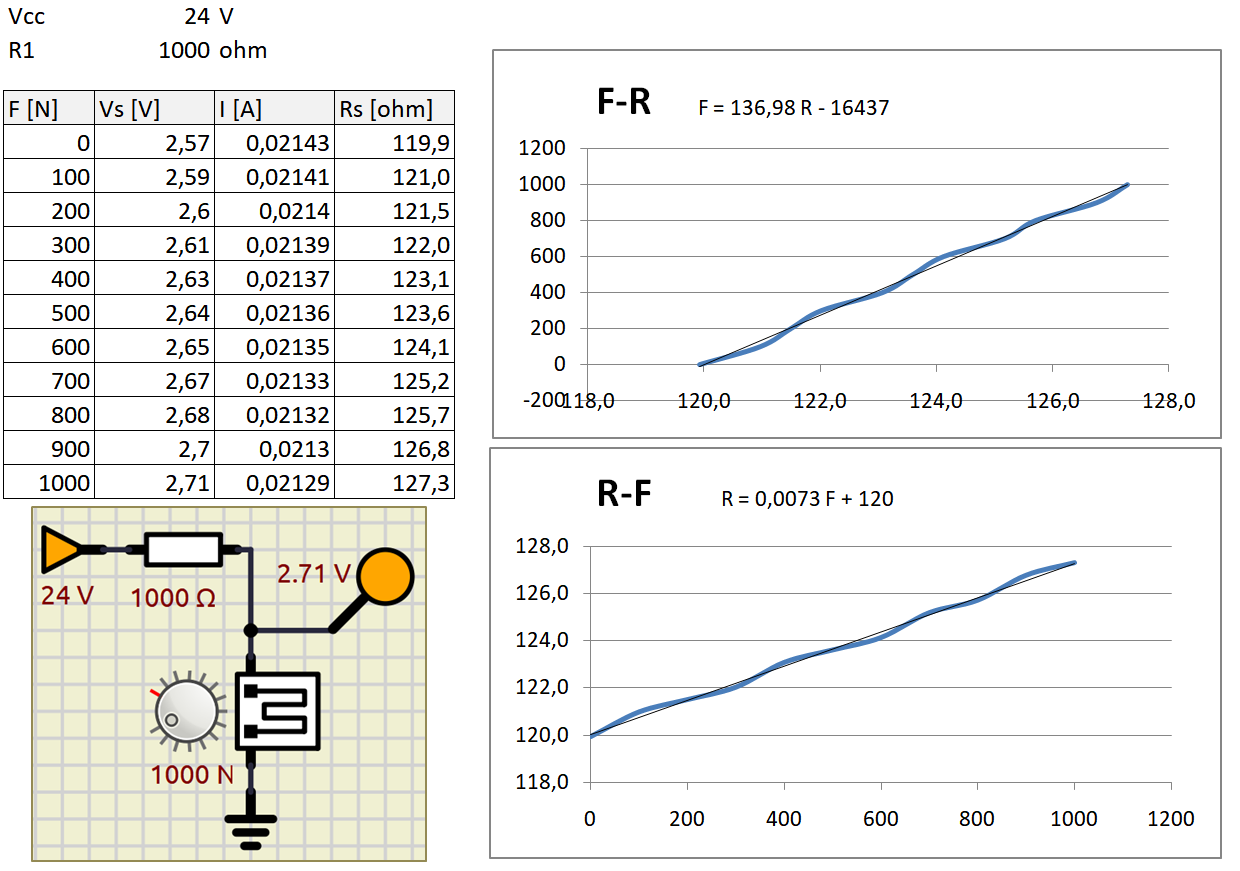 Vcc 24 V
R1 1000 ohm
F [N] Vs [V] I [A] Rs [ohm]
0 2,57 0,02143 119,9
100 2,59 0,02141 121,0
200 2,6 0,0214 121,5
300 2,61 0,02139 122,0
400 2,63 0,02137 123,1
500 2,64 0,02136 123,6
600 2,65 0,02135 124,1
700 2,67 0,02133 125,2
800 2,68 0,02132 125,7
900 2,7 0,0213 126,8
1000 2,71 0,02129 127,3
24 V
1000 Ω
2.71 V
1000 N
F-R F = 136,98 R - 16437
1200
1000
800
600
400
200
0
-200
118,0 120,0 122,0 124,0 126,0 128,0
R-F R = 0,0073 F + 120
128,0
126,0
124,0
122,0
120,0
118,0
0 200 400 600 800 1000 1200